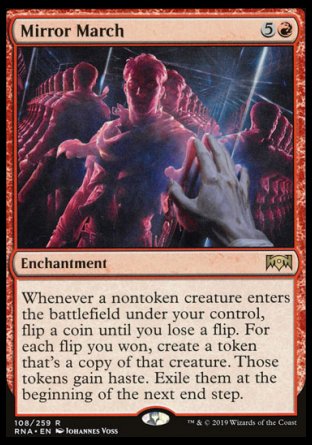 Mirror March 5
Enchantment
Whenever a nontoken creature enters
the battlefield under your control,
flip a coin until you lose a flip. For
each flip you won, create a token
that's a copy of that creature. Those
tokens gain haste. Exile them at the
beginning of the next end step.
108/259 R
RNA • EN Johannes Voss ™ & © 2019 Wizards of the Coast